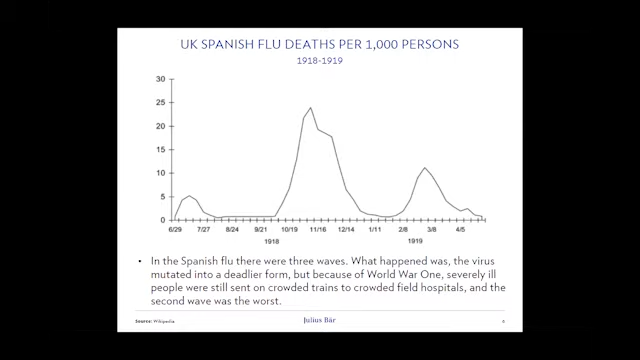 UK SPANISH FLU DEATHS PER 1,000 PERSONS
1918-1919
30
25
20
15
10
5
0
6/29 7/27 8/24 9/21 10/19 11/16 12/14 1/11 2/8 3/8 4/5
1918 1919
• In the Spanish flu there were three waves. What happened was, the virus
mutated into a deadlier form, but because of World War One, severely ill
people were still sent on crowded trains to crowded field hospitals, and the
second wave was the worst.
Source: Wikipedia
Julius Bär